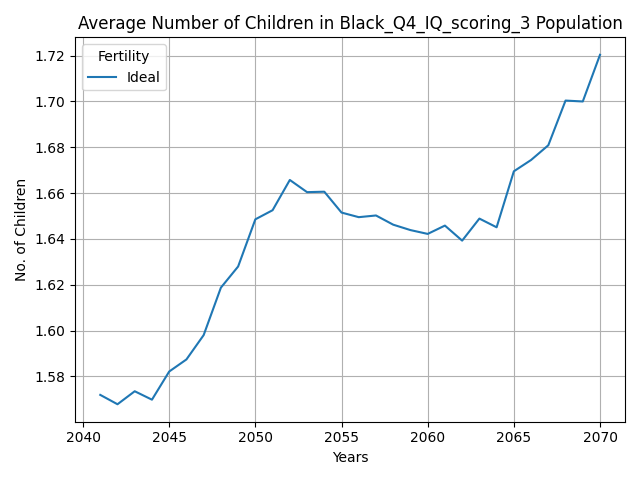 Average Number of Children in Black_Q4_IQ_scoring_3 Population
Fertility
Ideal
No. of Children
1.72
1.70
1.68
1.66
1.64
1.62
1.60
1.58
2040 2045 2050 2055 2060 2065 2070
Years